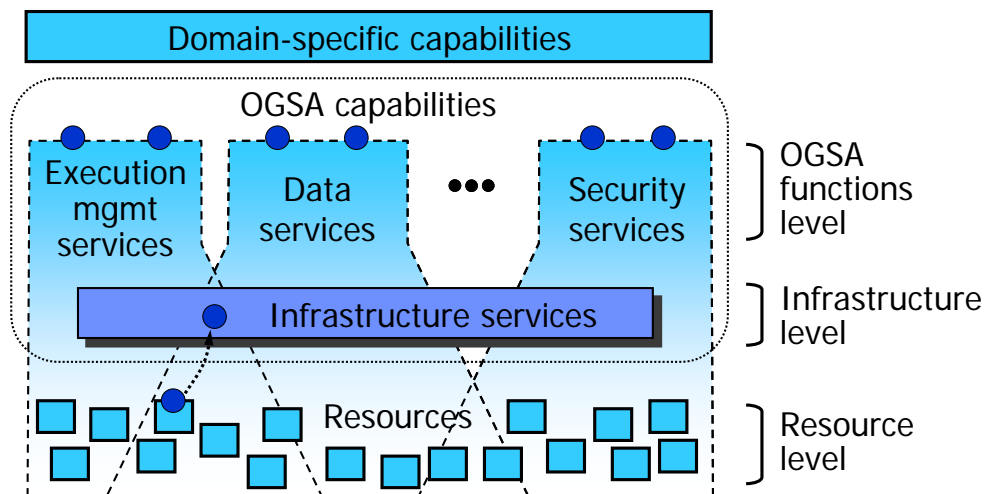 Domain-specific capabilities
OGSA capabilities
Execution
mgmt
services
Data
services
Security
services
OGSA
functions
level
Infrastructure services
Infrastructure
level
Resources
Resource
level